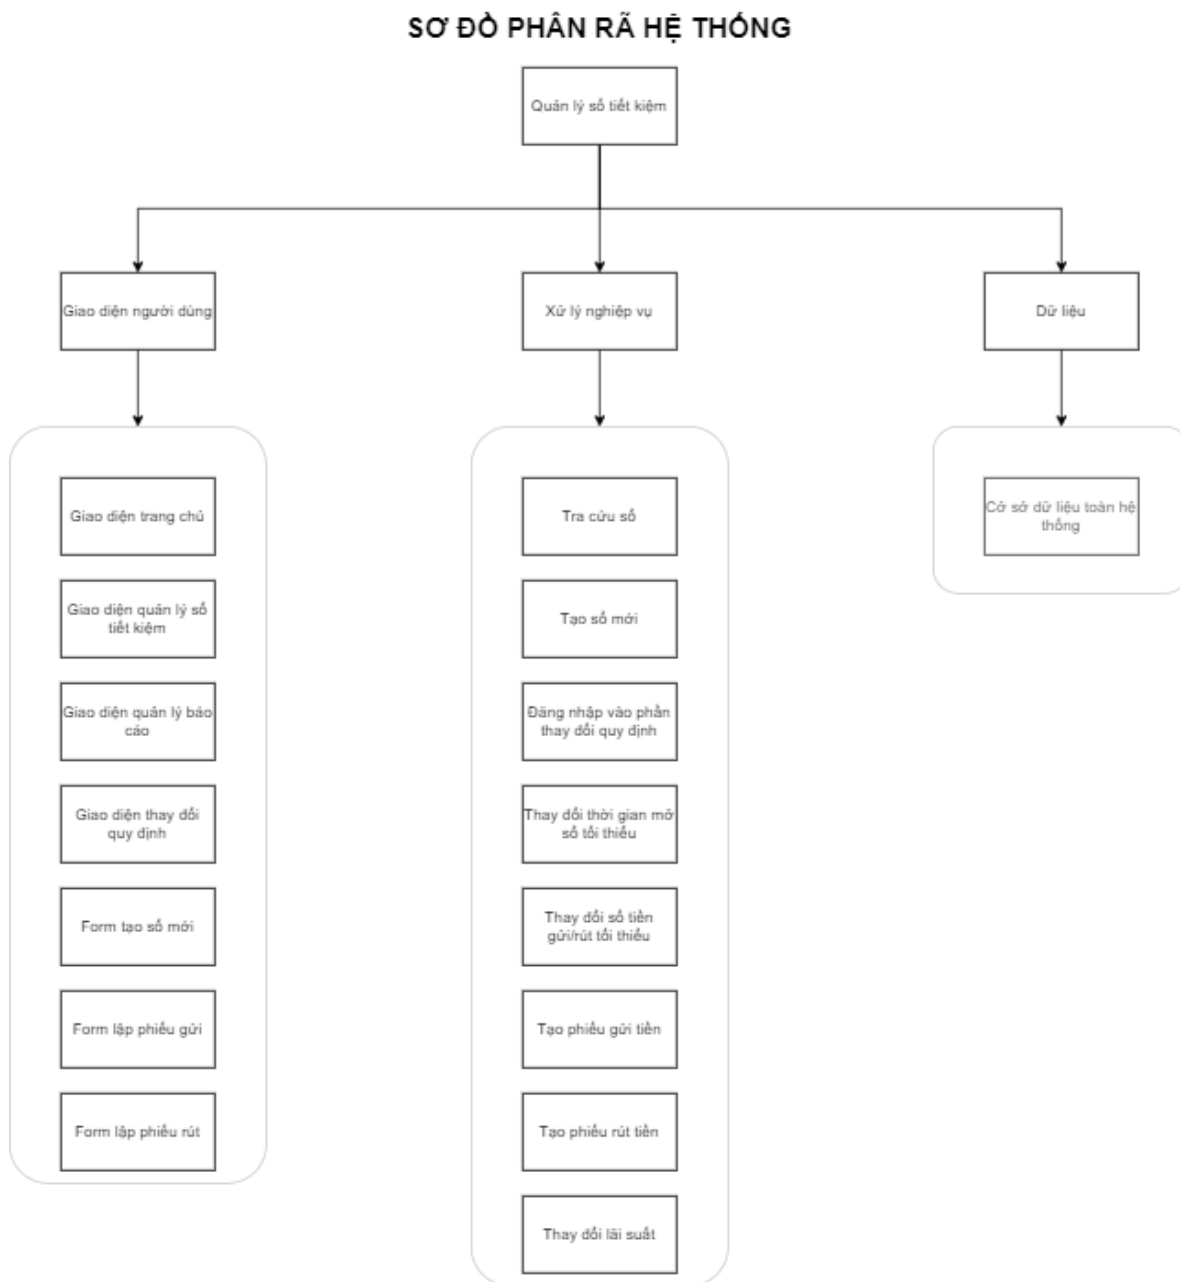 SƠ ĐỒ PHÂN RÃ HỆ THỐNG
Quản lý sổ tiết kiệm
Giao diện người dùng
Xử lý nghiệp vụ
Dữ liệu
Giao diện trang chủ
Giao diện quản lý sổ
tiết kiệm
Giao diện quản lý báo
cáo
Giao diện thay đổi
quy định
Form tạo sổ mới
Form lập phiếu gửi
Form lập phiếu rút
Tra cứu sổ
Tạo sổ mới
Đăng nhập vào phần
thay đổi quy định
Thay đổi thời gian mở
sổ tối thiểu
Thay đổi số tiền
gửi/rút tối thiểu
Tạo phiếu gửi tiền
Tạo phiếu rút tiền
Thay đổi lãi suất
Cở sở dữ liệu toàn hệ
thống